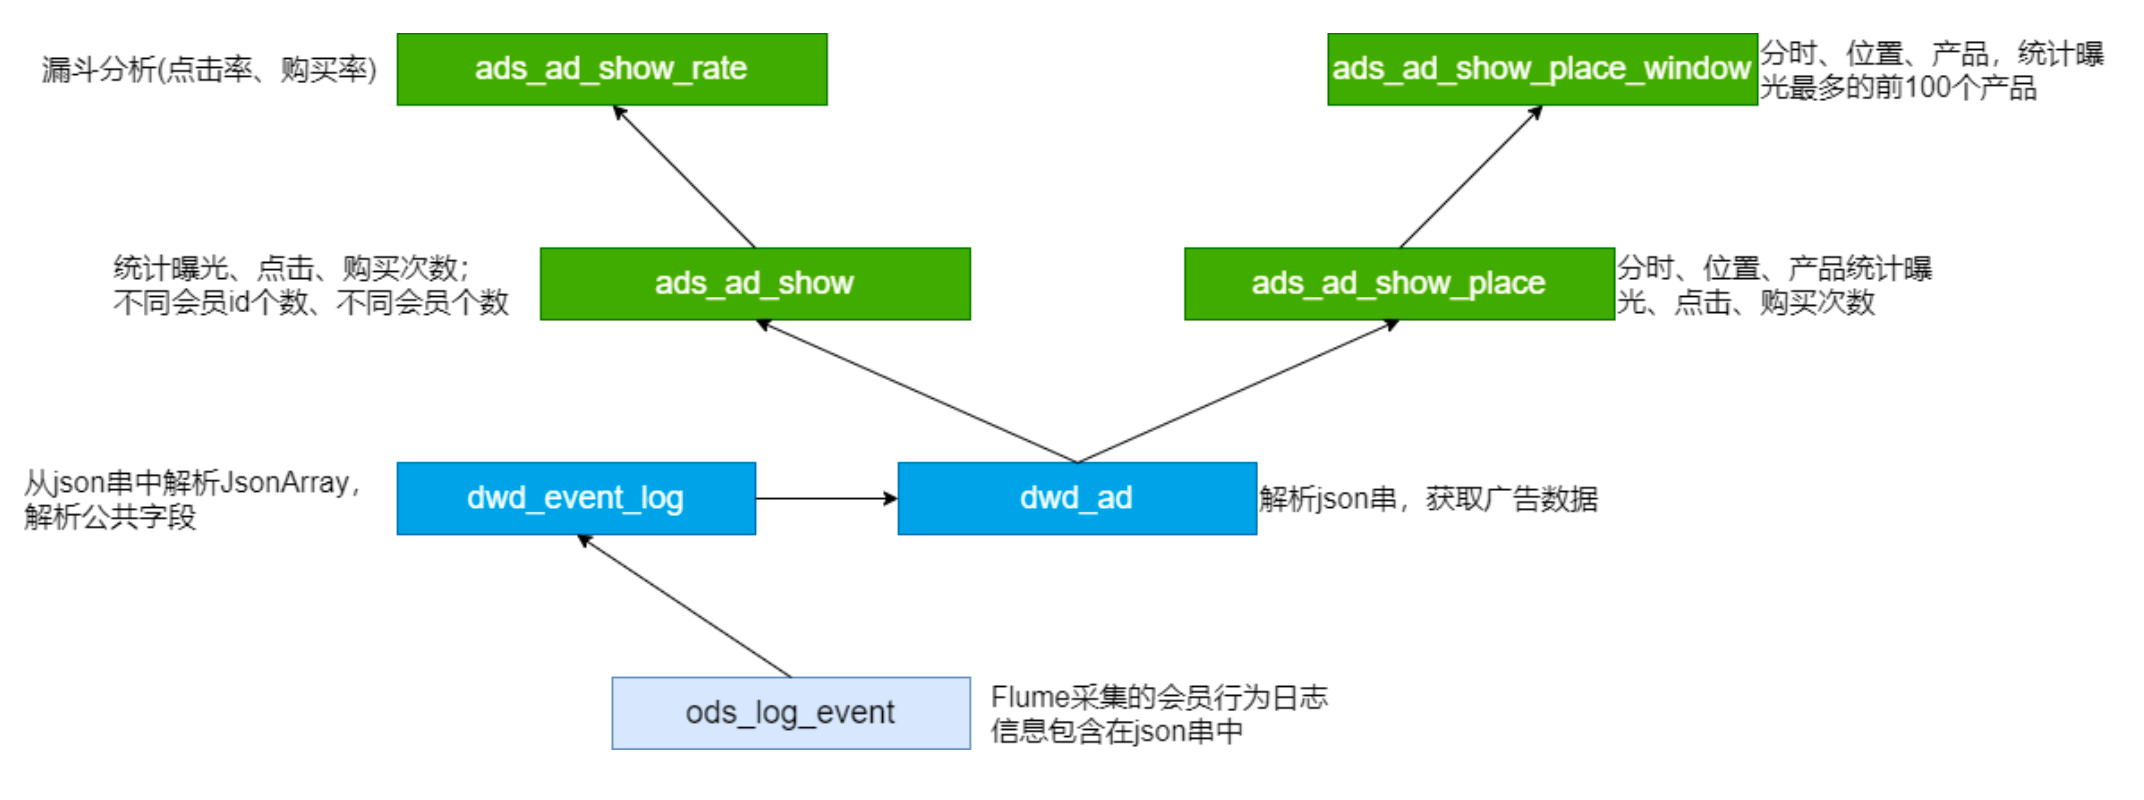 漏斗分析(点击率、购买率)
ads_ad_show_rate
ads_ad_show_place_window
分时、位置、产品，统计曝
光最多的前100个产品
统计曝光、点击、购买次数；
不同会员id个数、不同会员个数
ads_ad_show
ads_ad_show_place
分时、位置、产品统计曝
光、点击、购买次数
从json串中解析JsonArray，
解析公共字段
dwd_event_log
dwd_ad
解析json串，获取广告数据
ods_log_event
Flume采集的会员行为日志
信息包含在json串中